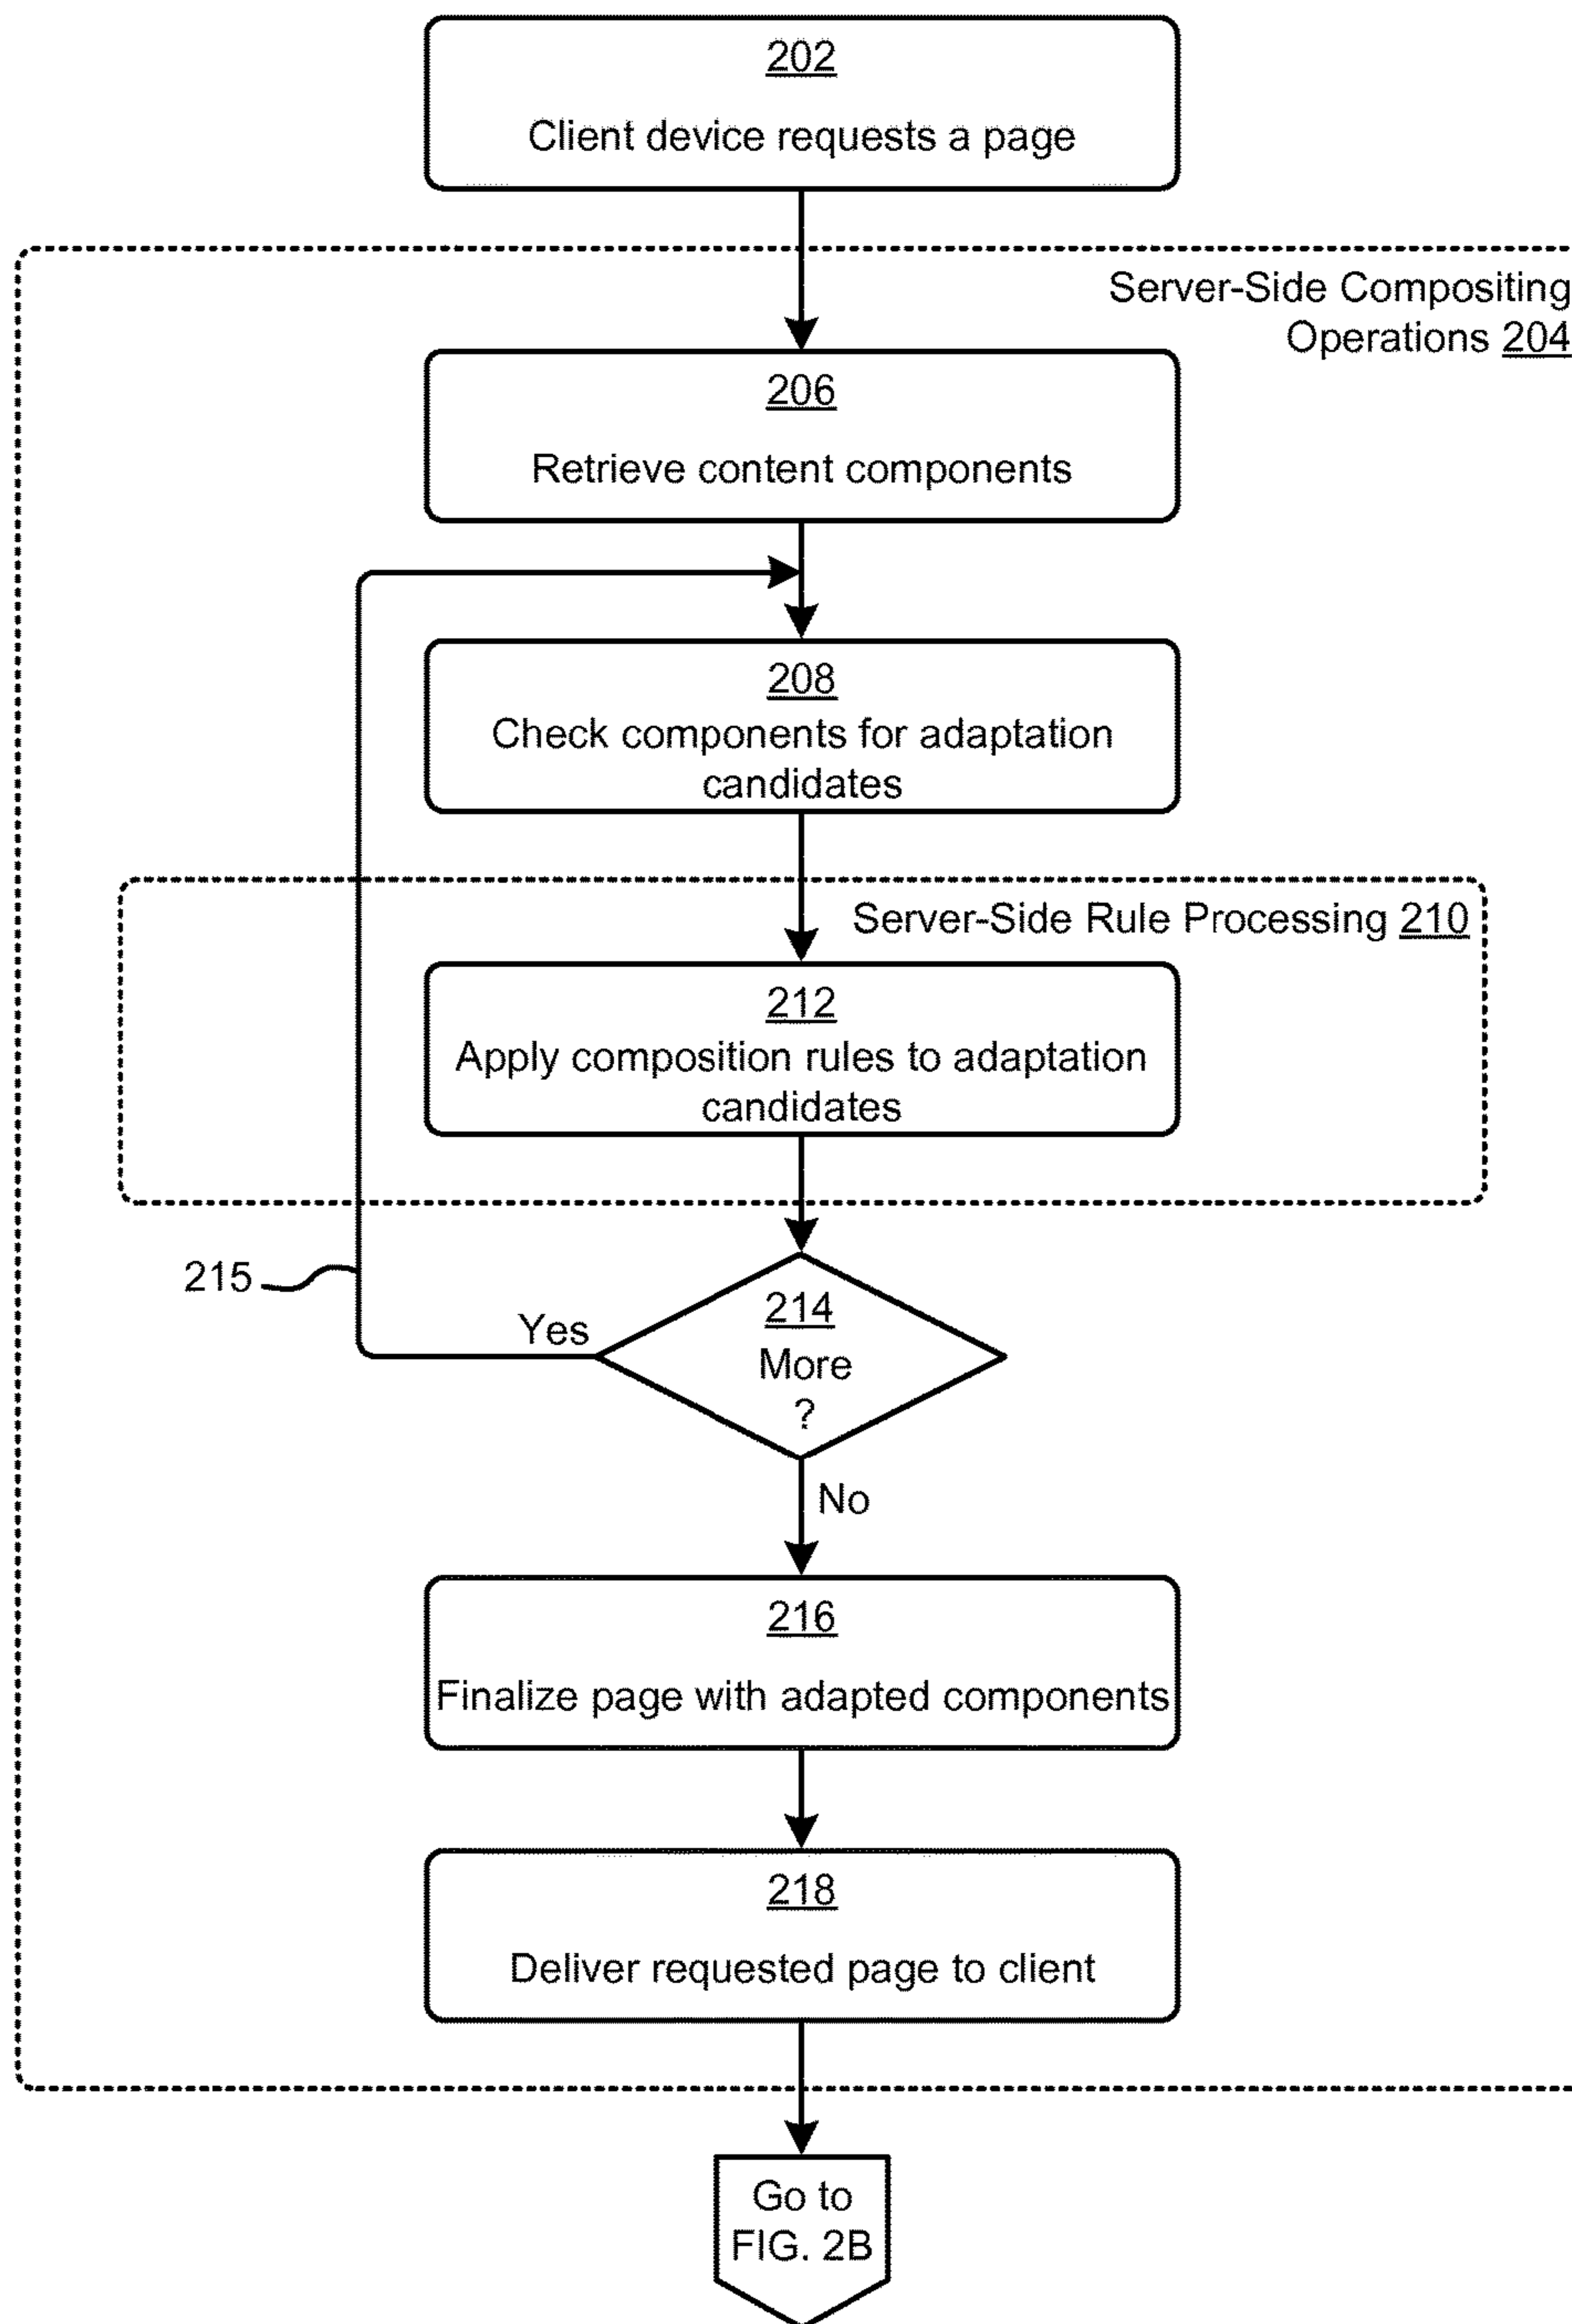 202
Client device requests a page
Server-Side Compositing
Operations 204
206
Retrieve content components
208
Check components for adaptation
candidates
Server-Side Rule Processing 210
212
Apply composition rules to adaptation
candidates
215
Yes
214
More
?
No
216
Finalize page with adapted components
218
Deliver requested page to client
Go to
FIG. 2B